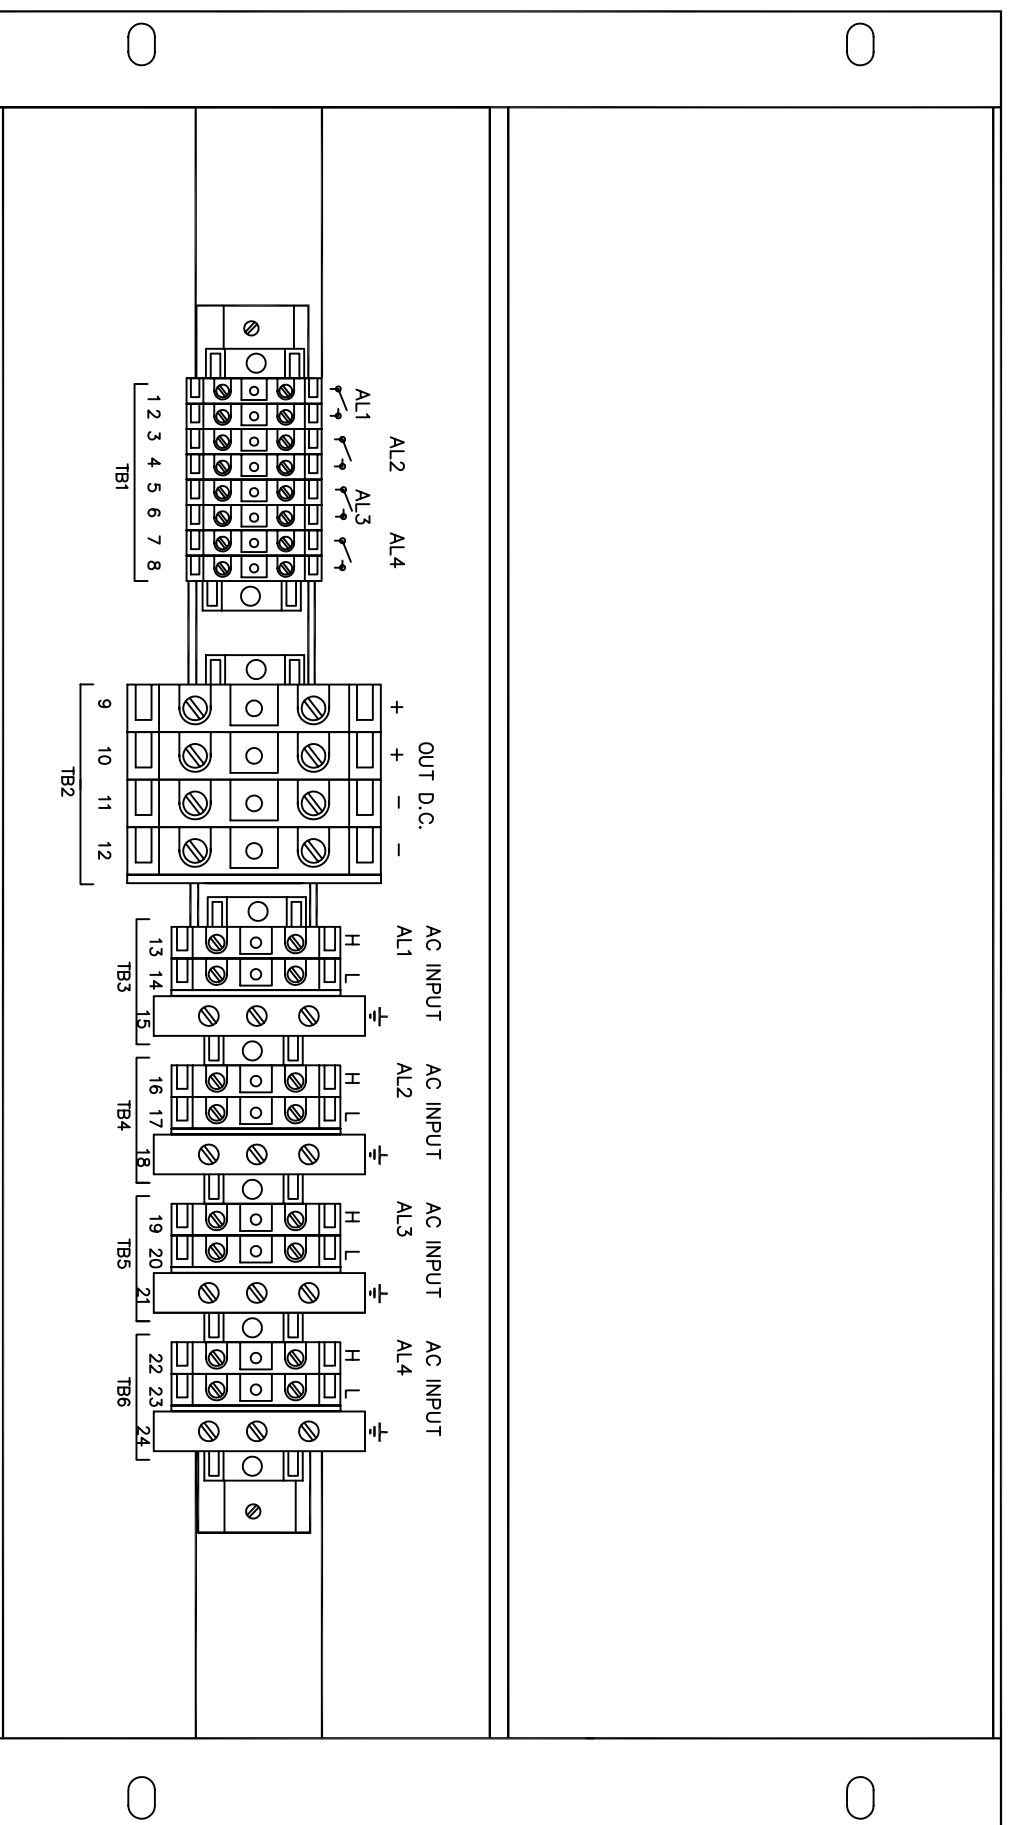 AL1 AL3
AL2 AL4
1 2 3 4 5 6 7 8
TB1
OUT D.C.
+ + - -
9 10 11 12
TB2
AC INPUT
AL1
H L
13 14 15
TB3
AC INPUT
AL2
H L
16 17 18
TB4
AC INPUT
AL3
H L
19 20 21
TB5
AC INPUT
AL4
H L
22 23 24
TB6